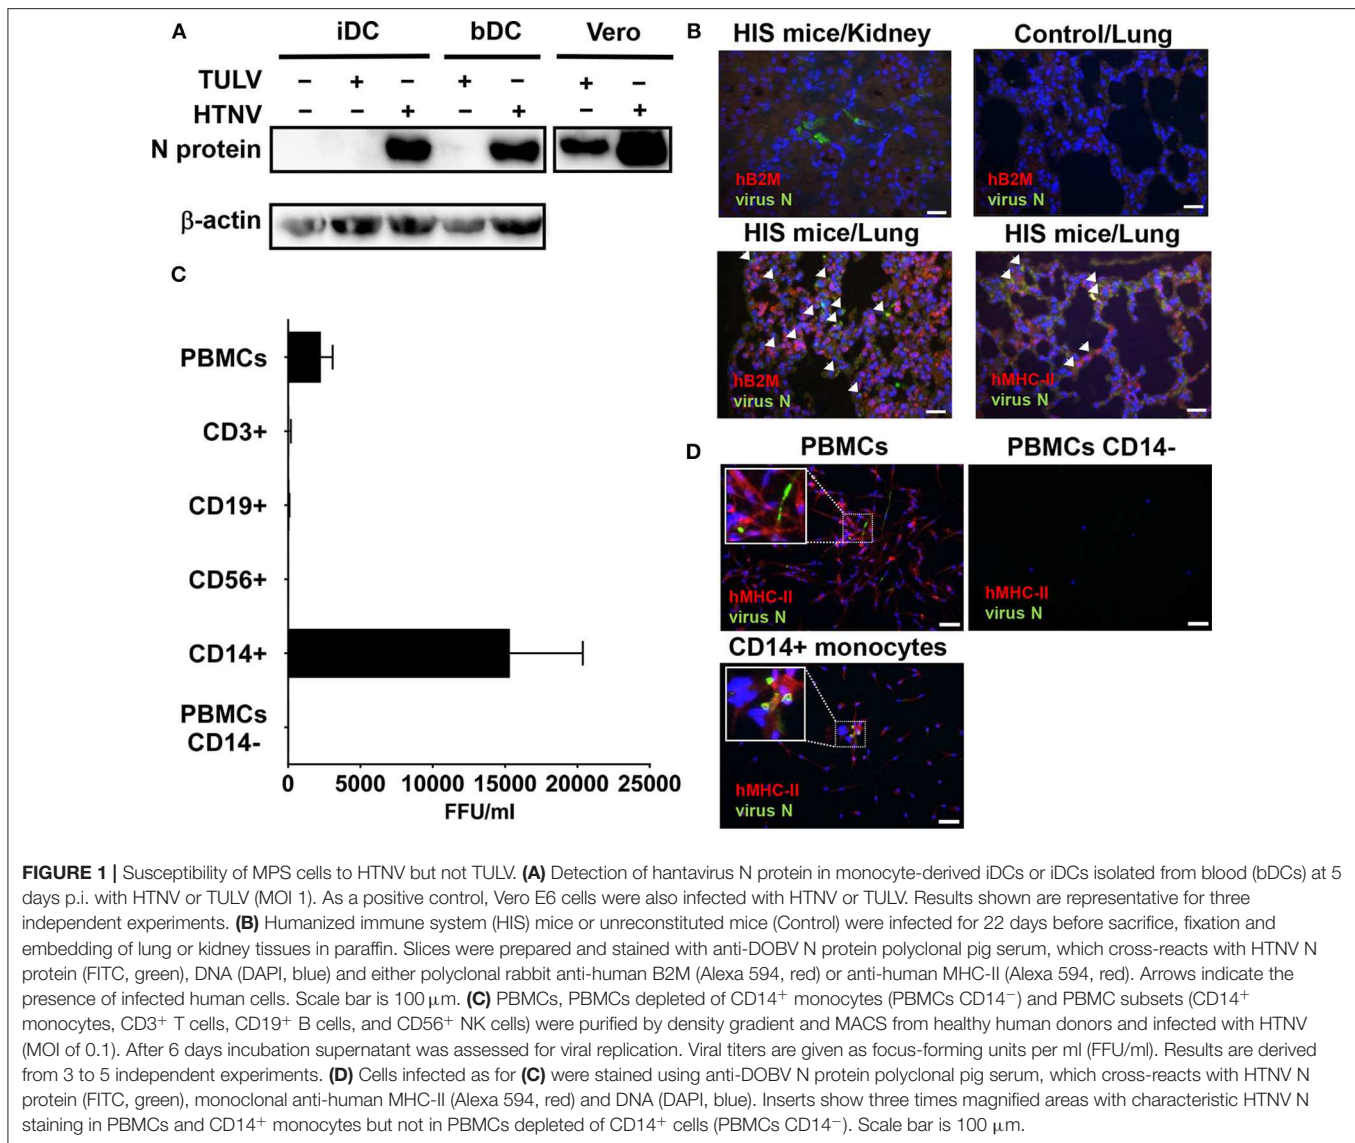 A
iDC bDC Vero
TULV – + – + – + –
HTNV – – + – + – +
N protein
β-actin
B
HIS mice/Kidney
hB2M
virus N
Control/Lung
hB2M
virus N
HIS mice/Lung
hB2M
virus N
HIS mice/Lung
hMHC-II
virus N
C
PBMCs
CD3+
CD19+
CD56+
CD14+
PBMCs
CD14-
0 5000 10000 15000 20000 25000
FFU/ml
D
PBMCs
hMHC-II
virus N
PBMCs CD14-
hMHC-II
virus N
CD14+ monocytes
hMHC-II
virus N
FIGURE 1 | Susceptibility of MPS cells to HTNV but not TULV. (A) Detection of hantavirus N protein in monocyte-derived iDCs or iDCs isolated from blood (bDCs) at 5
days p.i. with HTNV or TULV (MOI 1). As a positive control, Vero E6 cells were also infected with HTNV or TULV. Results shown are representative for three
independent experiments. (B) Humanized immune system (HIS) mice or unreconstituted mice (Control) were infected for 22 days before sacrifice, fixation and
embedding of lung or kidney tissues in paraffin. Slices were prepared and stained with anti-DOBV N protein polyclonal pig serum, which cross-reacts with HTNV N
protein (FITC, green), DNA (DAPI, blue) and either polyclonal rabbit anti-human B2M (Alexa 594, red) or anti-human MHC-II (Alexa 594, red). Arrows indicate the
presence of infected human cells. Scale bar is 100 μm. (C) PBMCs, PBMCs depleted of CD14⁺ monocytes (PBMCs CD14⁻) and PBMC subsets (CD14⁺
monocytes, CD3⁺ T cells, CD19⁺ B cells, and CD56⁺ NK cells) were purified by density gradient and MACS from healthy human donors and infected with HTNV
(MOI of 0.1). After 6 days incubation supernatant was assessed for viral replication. Viral titers are given as focus-forming units per ml (FFU/ml). Results are derived
from 3 to 5 independent experiments. (D) Cells infected as for (C) were stained using anti-DOBV N protein polyclonal pig serum, which cross-reacts with HTNV N
protein (FITC, green), monoclonal anti-human MHC-II (Alexa 594, red) and DNA (DAPI, blue). Inserts show three times magnified areas with characteristic HTNV N
staining in PBMCs and CD14⁺ monocytes but not in PBMCs depleted of CD14⁺ cells (PBMCs CD14⁻). Scale bar is 100 μm.